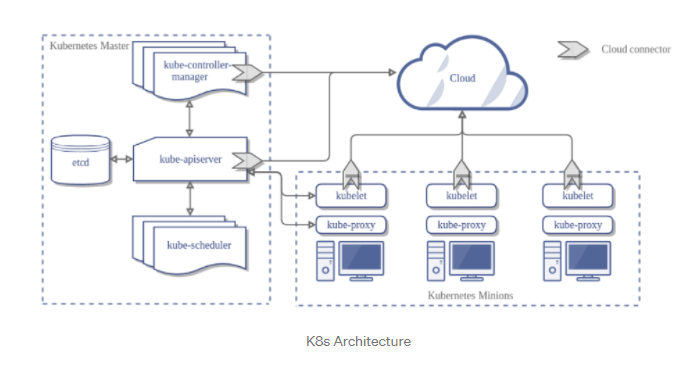 Kubernetes Master
kube-controller-
manager
etcd
kube-apiserver
kube-scheduler
Cloud
Cloud connector
kubelet
kubelet
kubelet
kube-proxy
kube-proxy
kube-proxy
Kubernetes Minions
K8s Architecture